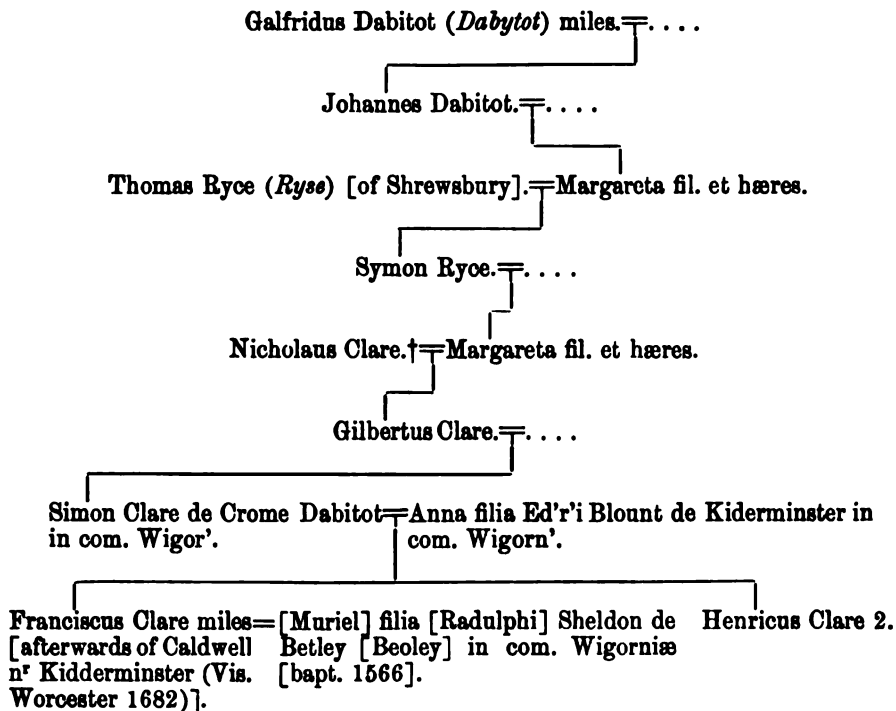 Galfridus Dabitot (Dabytot) miles.=. . . .
Johannes Dabitot.=. . . .
Thomas Ryce (Ryse) [of Shrewsbury].=Margareta fil. et hæres.
Symon Ryce.=. . . .
Nicholaus Clare.†=Margareta fil. et hæres.
Gilbertus Clare.=. . . .
Simon Clare de Crome Dabitot=Anna filia Ed'r'i Blount de Kiderminster in
in com. Wigor'. com. Wigorn'.
Franciscus Clare miles=[Muriel] filia [Radulphi] Sheldon de Henricus Clare 2.
[afterwards of Caldwell Betley [Beoley] in com. Wigorniæ
nʳ Kidderminster (Vis. [bapt. 1566].
Worcester 1682)].